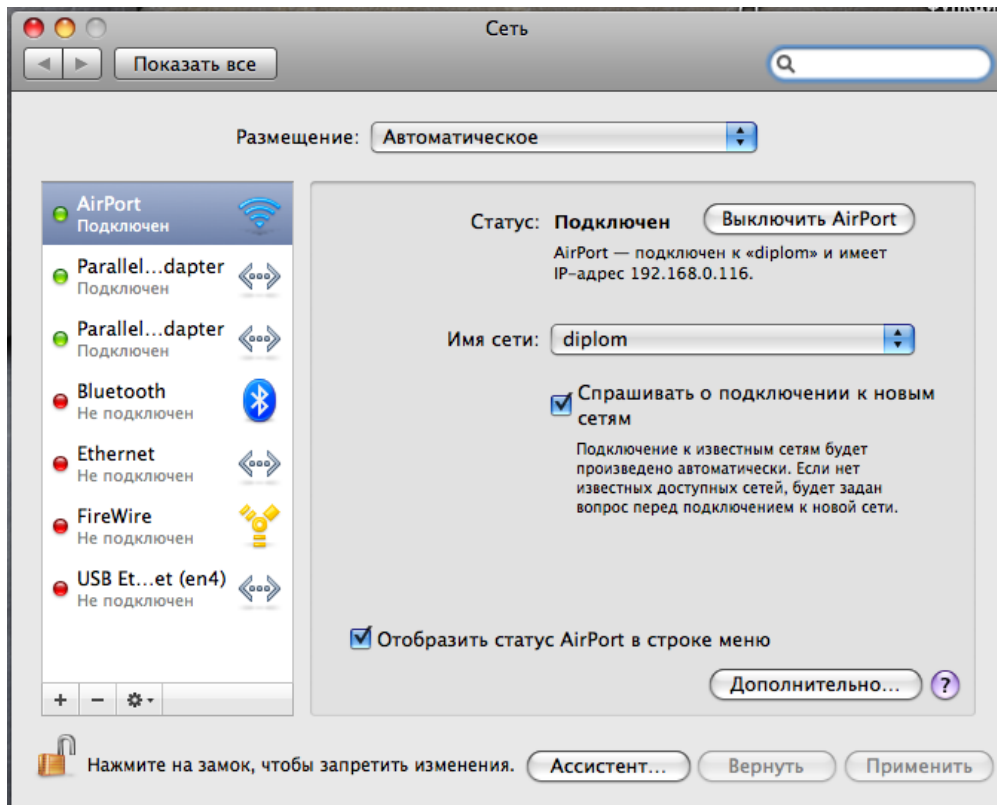 Сеть
Показать все
Размещение: Автоматическое
AirPort
Подключен
Parallel...dapter
Подключен
Parallel...dapter
Подключен
Bluetooth
Не подключен
Ethernet
Не подключен
FireWire
Не подключен
USB Et...et (en4)
Не подключен
Статус: Подключен Выключить AirPort
AirPort — подключен к «diplom» и имеет
IP-адрес 192.168.0.116.
Имя сети: diplom
Спрашивать о подключении к новым
сетям
Подключение к известным сетям будет
произведено автоматически. Если нет
известных доступных сетей, будет задан
вопрос перед подключением к новой сети.
Отобразить статус AirPort в строке меню
Дополнительно... ?
Нажмите на замок, чтобы запретить изменения. Ассистент... Вернуть Применить